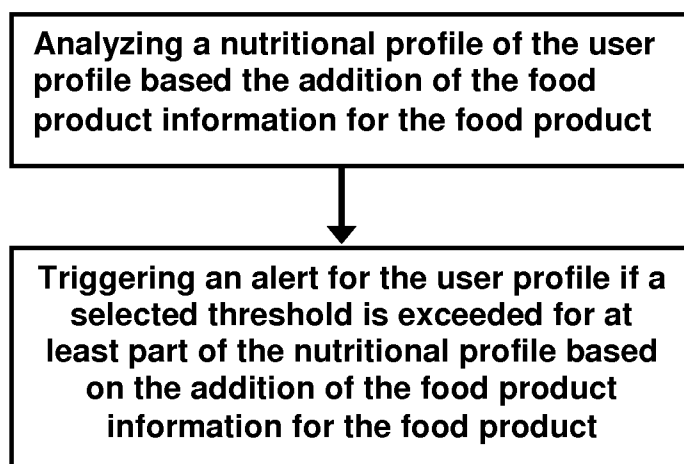 Analyzing a nutritional profile of the user
profile based the addition of the food
product information for the food product
Triggering an alert for the user profile if a
selected threshold is exceeded for at
least part of the nutritional profile based
on the addition of the food product
information for the food product